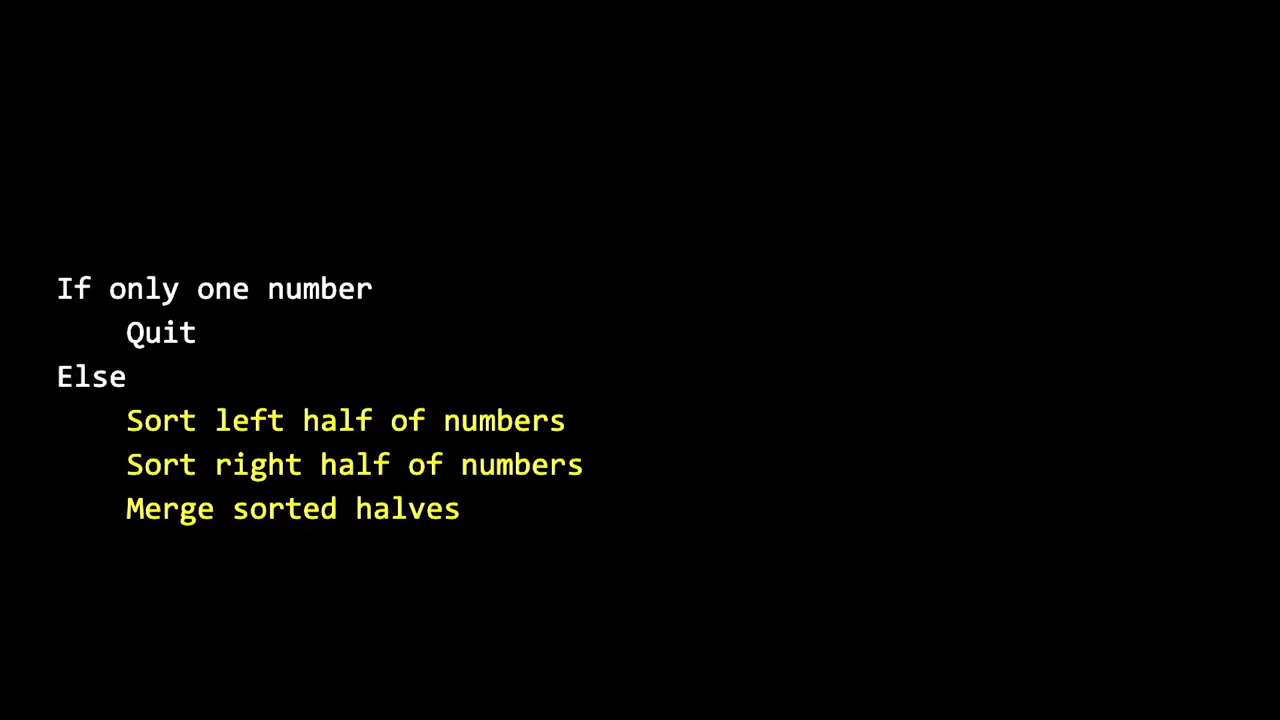 If only one number
Quit
Else
Sort left half of numbers
Sort right half of numbers
Merge sorted halves